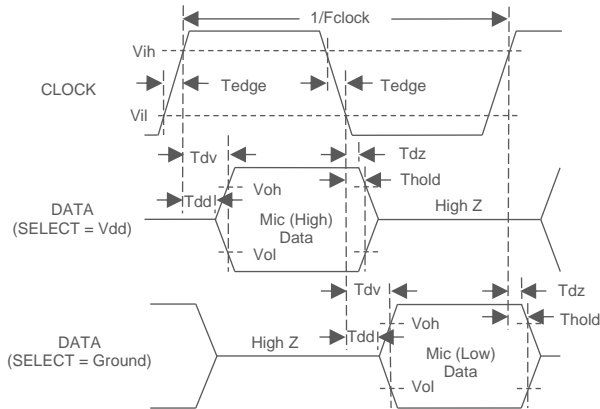 1/Fclock
Vih
CLOCK
Tedge
Tedge
Vil
Tdv
Tdz
Tdd
Voh
Thold
DATA
(SELECT = Vdd)
Mic (High)
Data
High Z
Vol
Tdv
Tdz
Tdd
Voh
Thold
DATA
(SELECT = Ground)
High Z
Mic (Low)
Data
Vol